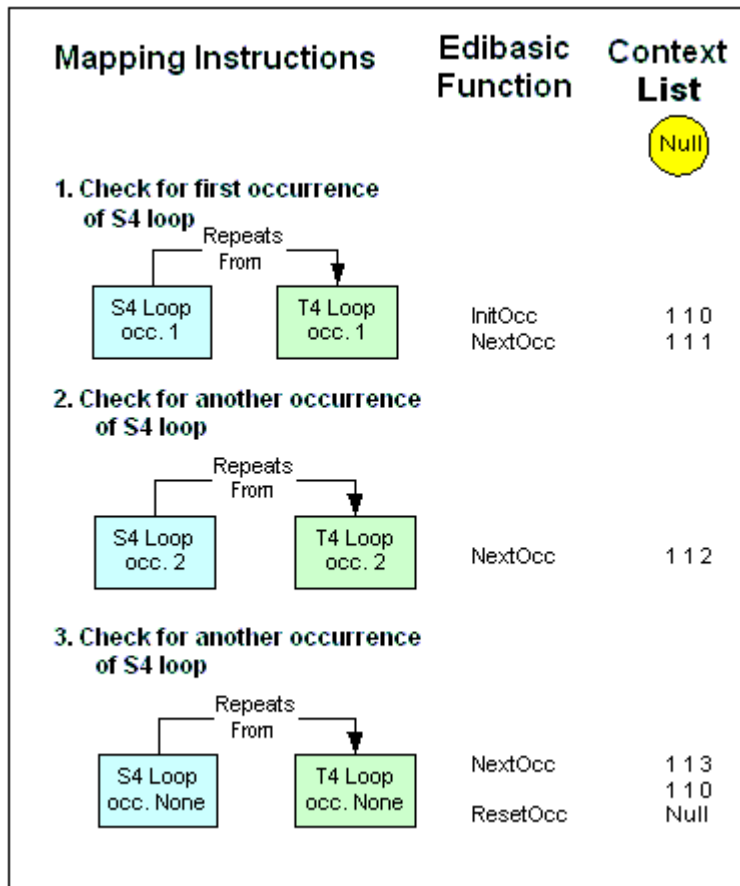 Mapping Instructions
Edibasic
Function
Context
List
Null
1. Check for first occurrence
of S4 loop
Repeats
From
S4 Loop
occ. 1
T4 Loop
occ. 1
InitOcc 1 1 0
NextOcc 1 1 1
2. Check for another occurrence
of S4 loop
Repeats
From
S4 Loop
occ. 2
T4 Loop
occ. 2
NextOcc 1 1 2
3. Check for another occurrence
of S4 loop
Repeats
From
S4 Loop
occ. None
T4 Loop
occ. None
NextOcc 1 1 3
1 1 0
ResetOcc Null